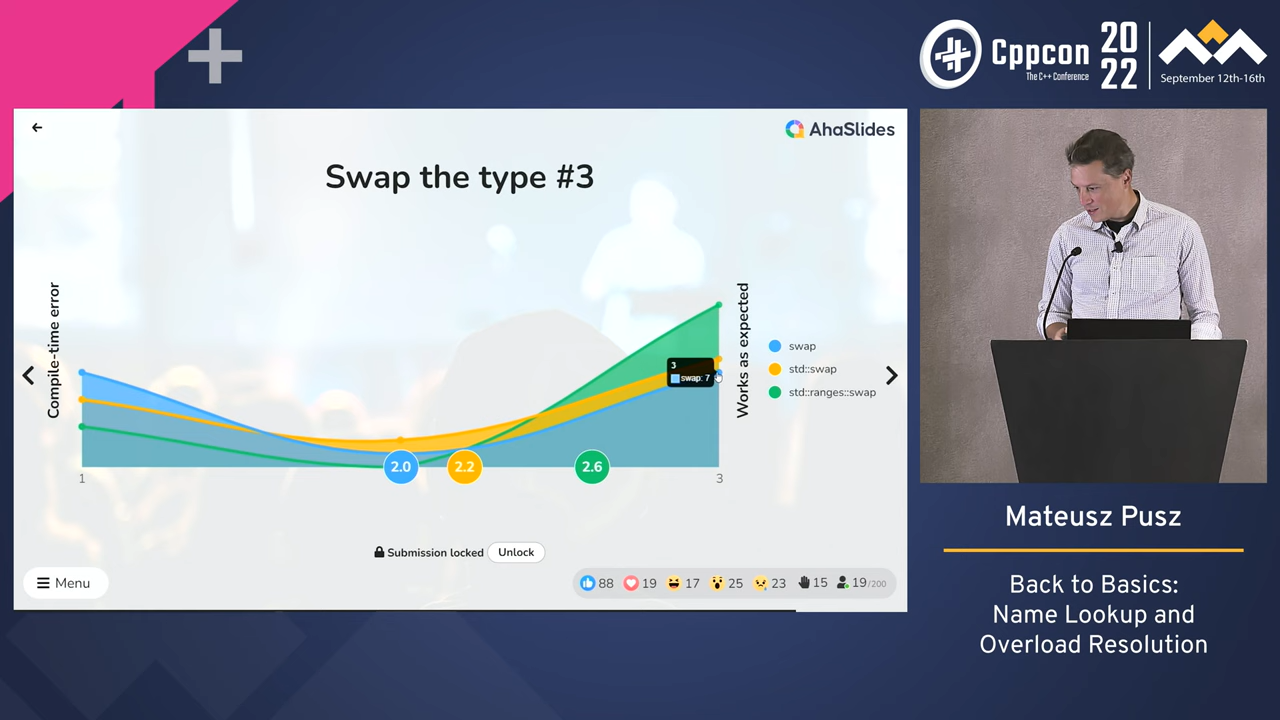 Cppcon
The C++ Conference
20
22
September 12th-16th
AhaSlides
Swap the type #3
Compile-time error
Works as expected
3
swap: 7
swap
std::swap
std::ranges::swap
1
2.0
2.2
2.6
3
Submission locked
Unlock
Menu
88
19
17
25
23
15
19/200
Mateusz Pusz
Back to Basics:
Name Lookup and
Overload Resolution